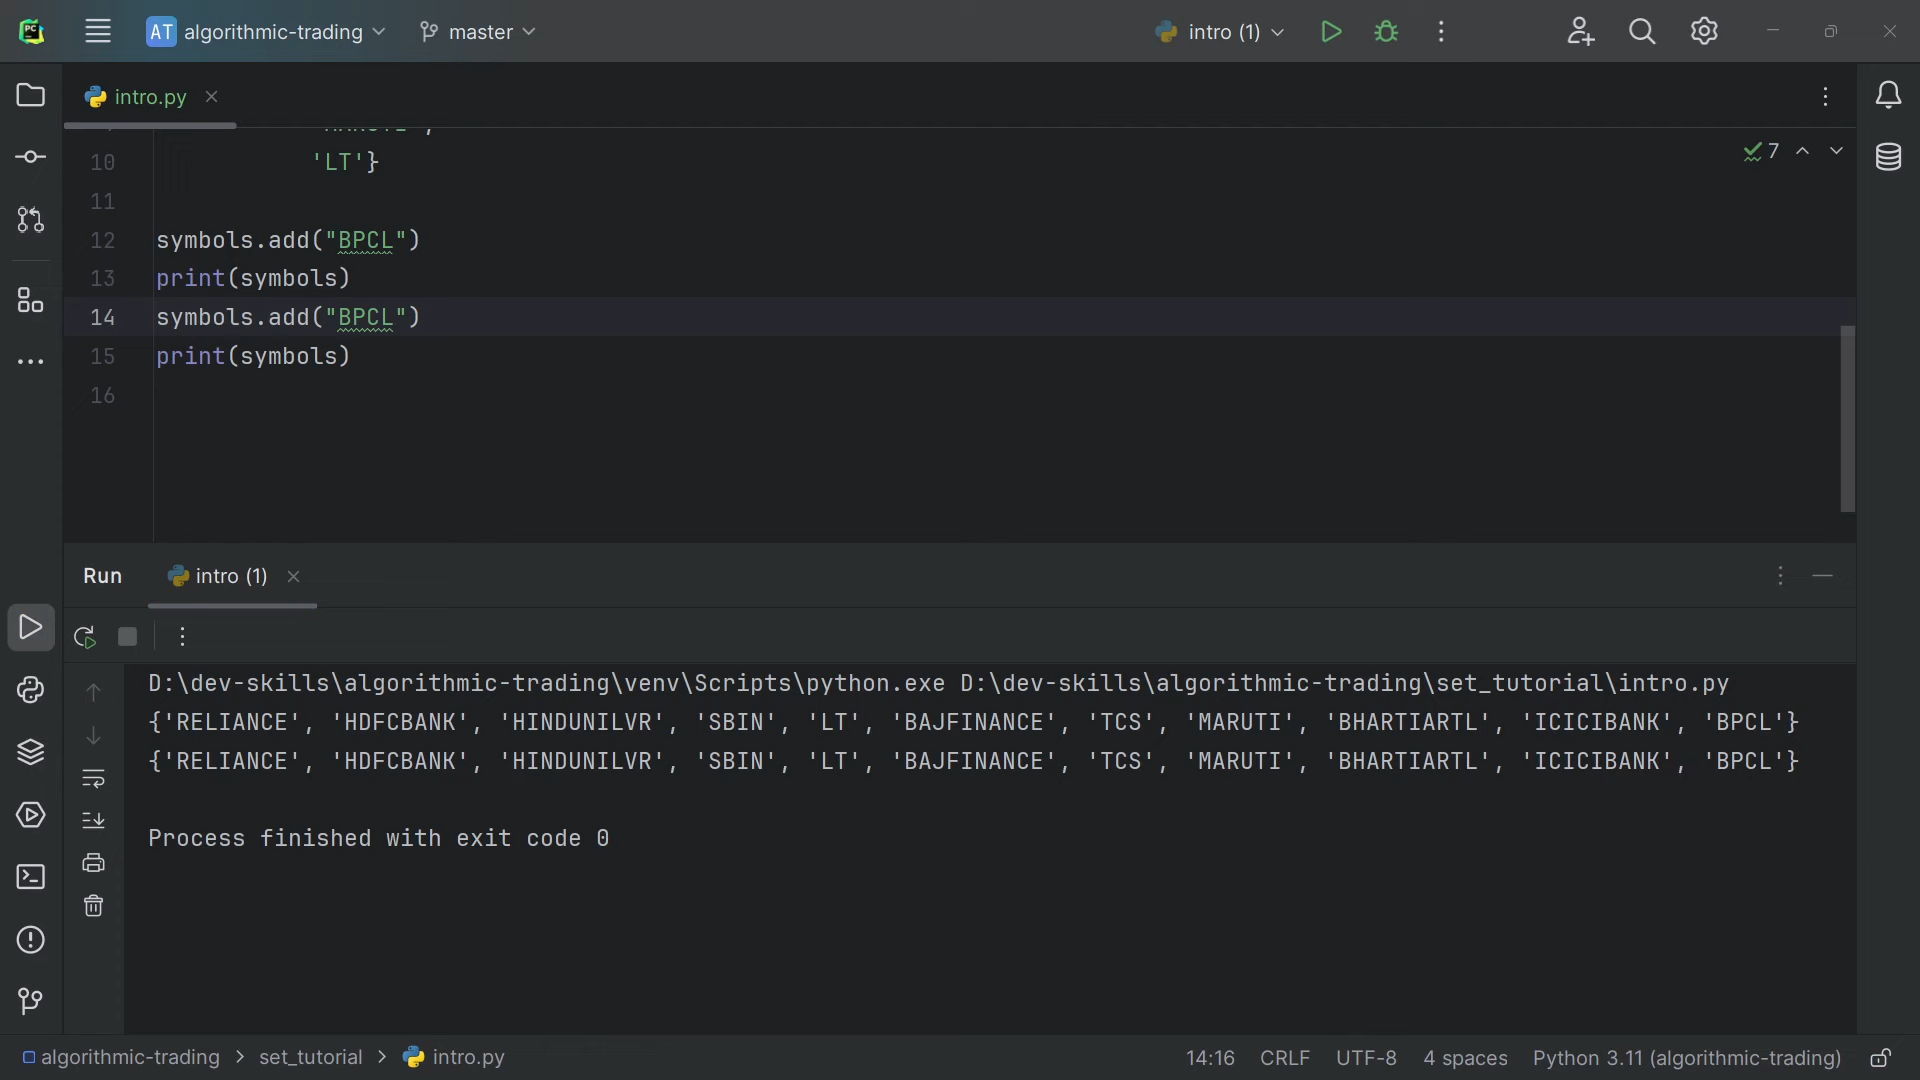 PC
AT algorithmic-trading
master
intro (1)
intro.py
10 'LT'}
7
11
12 symbols.add("BPCL")
13 print(symbols)
14 symbols.add("BPCL")
15 print(symbols)
16
Run intro (1)
D:\dev-skills\algorithmic-trading\venv\Scripts\python.exe D:\dev-skills\algorithmic-trading\set_tutorial\intro.py
{'RELIANCE', 'HDFCBANK', 'HINDUNILVR', 'SBIN', 'LT', 'BAJFINANCE', 'TCS', 'MARUTI', 'BHARTIARTL', 'ICICIBANK', 'BPCL'}
{'RELIANCE', 'HDFCBANK', 'HINDUNILVR', 'SBIN', 'LT', 'BAJFINANCE', 'TCS', 'MARUTI', 'BHARTIARTL', 'ICICIBANK', 'BPCL'}
Process finished with exit code 0
algorithmic-trading > set_tutorial > intro.py
14:16 CRLF UTF-8 4 spaces Python 3.11 (algorithmic-trading)